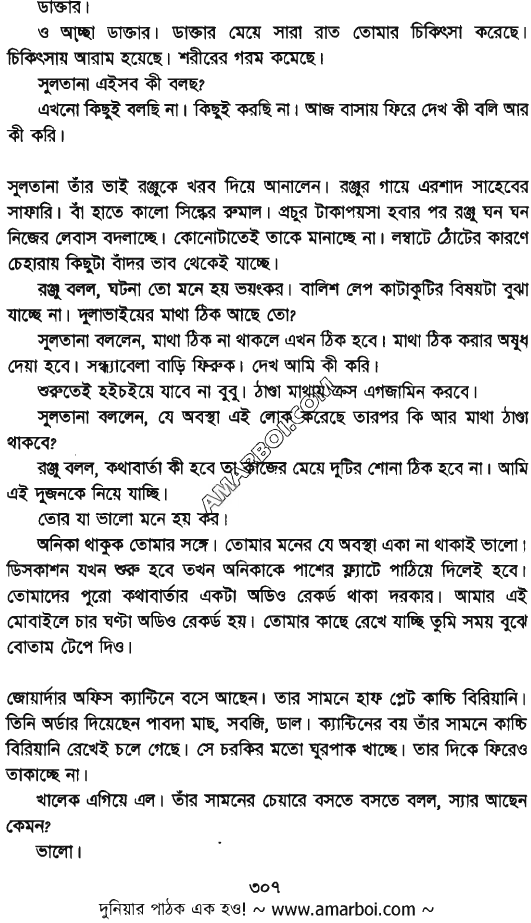 ডাক্তার।
ও আচ্ছা ডাক্তার। ডাক্তার মেয়ে সারা রাত তোমার চিকিৎসা করেছে।
চিকিৎসায় আরাম হয়েছে। শরীরের গরম কমেছে।
সুলতানা এইসব কী বলছ?
এখনো কিছুই বলছি না। কিছুই করছি না। আজ বাসায় ফিরে দেখ কী বলি আর
কী করি।
সুলতানা তাঁর ভাই রঞ্জুকে খবর দিয়ে আনালেন। রঞ্জুর গায়ে এরশাদ সাহেবের
সাফারি। বাঁ হাতে কালো সিল্কের রুমাল। প্রচুর টাকাপয়সা হবার পর রঞ্জু ঘন ঘন
নিজের লেবাস বদলাচ্ছে। কোনোটাতেই তাকে মানাচ্ছে না। লম্বাটে ঠোঁটের কারণে
চেহারায় কিছুটা বাঁদর ভাব থেকেই যাচ্ছে।
রঞ্জু বলল, ঘটনা তো মনে হয় ভয়ংকর। বালিশ লেপ কাটাকুটির বিষয়টা বুঝা
যাচ্ছে না। দুলাভাইয়ের মাথা ঠিক আছে তো?
সুলতানা বললেন, মাথা ঠিক না থাকলে এখন ঠিক হবে। মাথা ঠিক করার অষুধ
দেয়া হবে। সন্ধ্যাবেলা বাড়ি ফিরুক। দেখ আমি কী করি।
শুরুতেই হইচইয়ে যাবে না বুবু। ঠাণ্ডা মাথায় ক্রস এগজামিন করবে।
সুলতানা বললেন, যে অবস্থা এই লোক করেছে তারপর কি আর মাথা ঠাণ্ডা
থাকবে?
রঞ্জু বলল, কথাবার্তা কী হবে তা কাজের মেয়ে দুটির শোনা ঠিক হবে না। আমি
এই দুজনকে নিয়ে যাচ্ছি।
তোর যা ভালো মনে হয় কর।
অনিকা থাকুক তোমার সঙ্গে। তোমার মনের যে অবস্থা একা না থাকাই ভালো।
ডিসকাশন যখন শুরু হবে তখন অনিকাকে পাশের ফ্ল্যাটে পাঠিয়ে দিলেই হবে।
তোমাদের পুরো কথাবার্তার একটা অডিও রেকর্ড থাকা দরকার। আমার এই
মোবাইলে চার ঘণ্টা অডিও রেকর্ড হয়। তোমার কাছে রেখে যাচ্ছি তুমি সময় বুঝে
বোতাম টেপে দিও।
জোয়ার্দার অফিস ক্যান্টিনে বসে আছেন। তার সামনে হাফ প্লেট কাচ্চি বিরিয়ানি।
তিনি অর্ডার দিয়েছেন পাবদা মাছ, সবজি, ডাল। ক্যান্টিনের বয় তাঁর সামনে কাচ্চি
বিরিয়ানি রেখেই চলে গেছে। সে চরকির মতো ঘুরপাক খাচ্ছে। তার দিকে ফিরেও
তাকাচ্ছে না।
খালেক এগিয়ে এল। তাঁর সামনের চেয়ারে বসতে বসতে বলল, স্যার আছেন
কেমন?
ভালো।
৩০৭
দুনিয়ার পাঠক এক হও! ~ www.amarboi.com ~
AMARBOI.COM